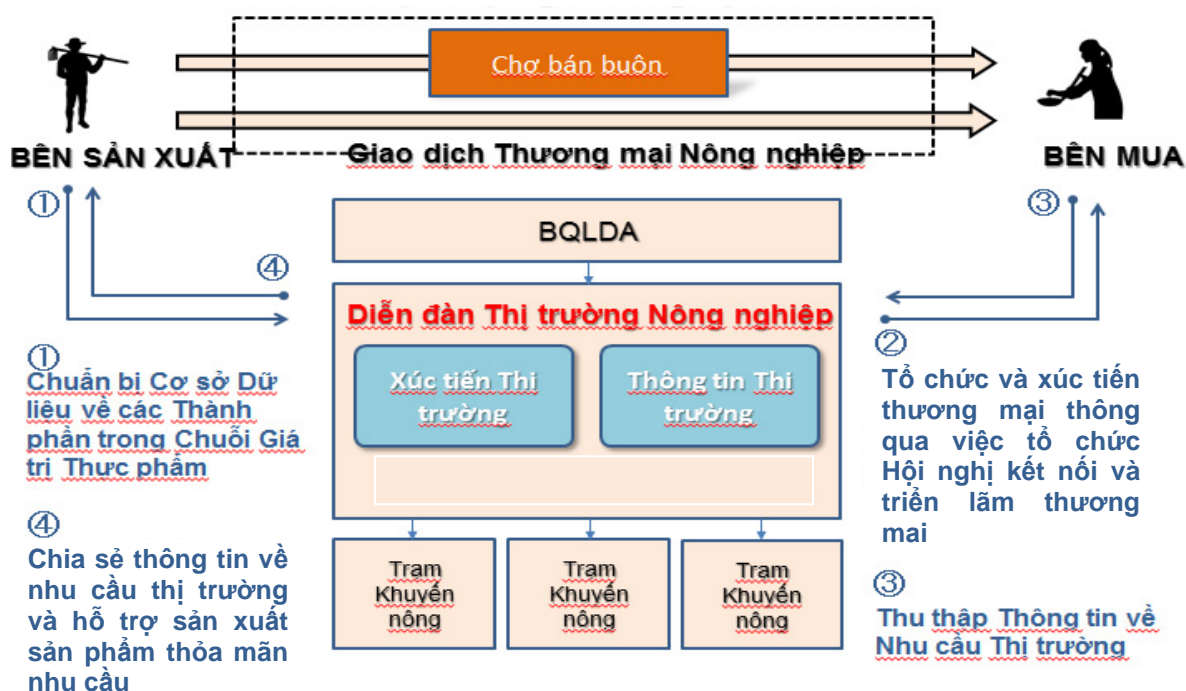 Chợ bán buôn
BÊN SẢN XUẤT
Giao dịch Thương mại Nông nghiệp
BÊN MUA
①
③
④
BQLDA
Diễn đàn Thị trường Nông nghiệp
Xúc tiến Thị
trường
Thông tin Thị
trường
①
Chuẩn bị Cơ sở Dữ
liệu về các Thành
phần trong Chuỗi Giá
trị Thực phẩm
④
Chia sẻ thông tin về
nhu cầu thị trường
và hỗ trợ sản xuất
sản phẩm thỏa mãn
nhu cầu
Trạm
Khuyến
nông
Trạm
Khuyến
nông
Trạm
Khuyến
nông
②
Tổ chức và xúc tiến
thương mại thông
qua việc tổ chức
Hội nghị kết nối và
triển lãm thương
mai
③
Thu thập Thông tin về
Nhu cầu Thị trường